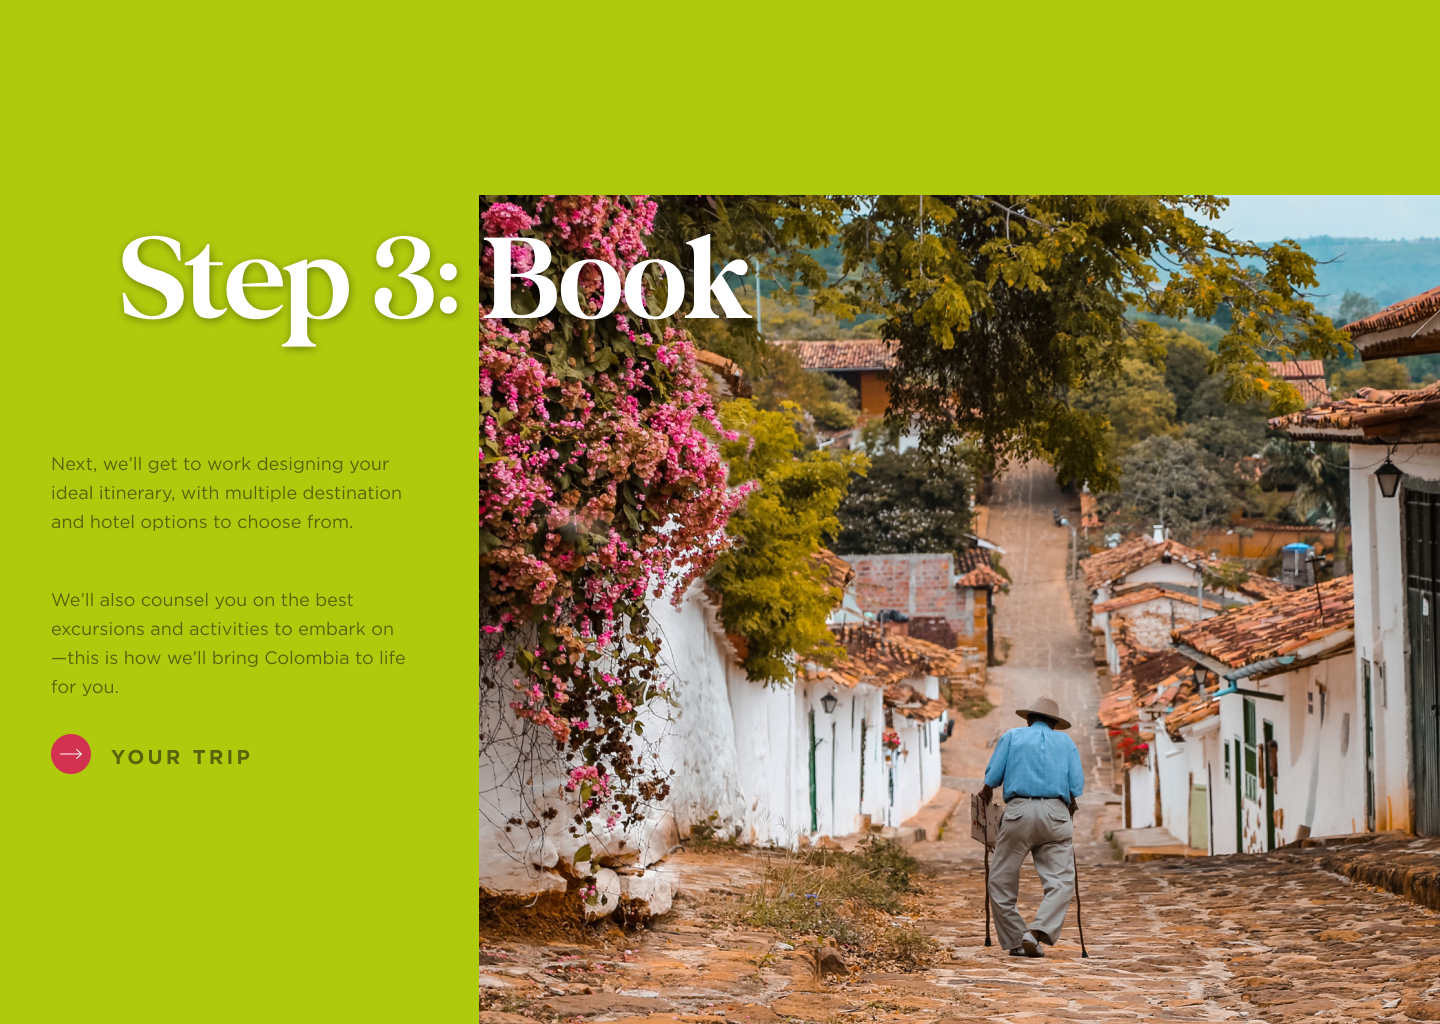 Step 3: Book
Next, we’ll get to work designing your
ideal itinerary, with multiple destination
and hotel options to choose from.
We’ll also counsel you on the best
excursions and activities to embark on
—this is how we’ll bring Colombia to life
for you.
YOUR TRIP